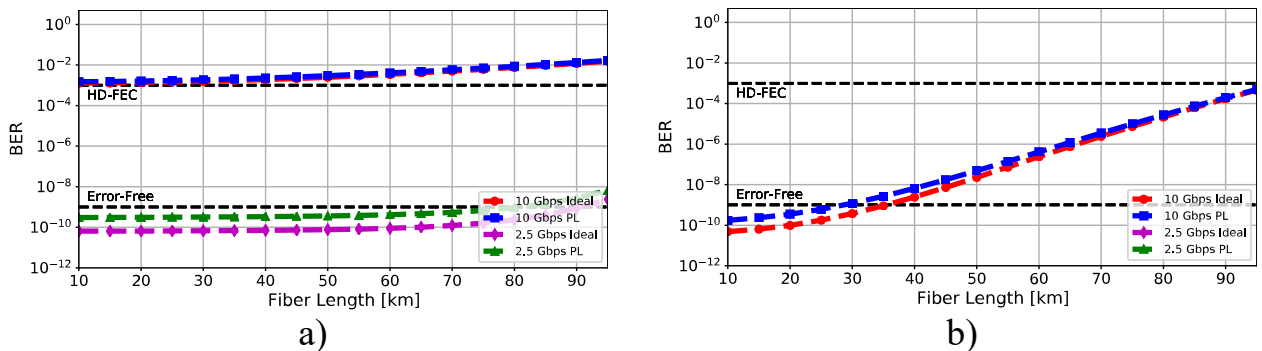 10⁰
10⁻²
10⁻⁴
10⁻⁶
10⁻⁸
10⁻¹⁰
10⁻¹²
BER
HD-FEC
Error-Free
10 Gbps Ideal
10 Gbps PL
2.5 Gbps Ideal
2.5 Gbps PL
10 20 30 40 50 60 70 80 90
Fiber Length [km]
a)
10⁰
10⁻²
10⁻⁴
10⁻⁶
10⁻⁸
10⁻¹⁰
10⁻¹²
BER
HD-FEC
Error-Free
10 Gbps Ideal
10 Gbps PL
2.5 Gbps Ideal
2.5 Gbps PL
10 20 30 40 50 60 70 80 90
Fiber Length [km]
b)